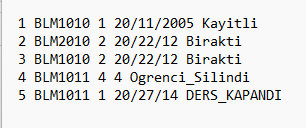 1 BLM1010 1 20/11/2005 Kayitli
2 BLM2010 2 20/22/12 Birakti
3 BLM1010 2 20/22/12 Birakti
4 BLM1011 4 4 Ogrenci_Silindi
5 BLM1011 1 20/27/14 DERS_KAPANDI